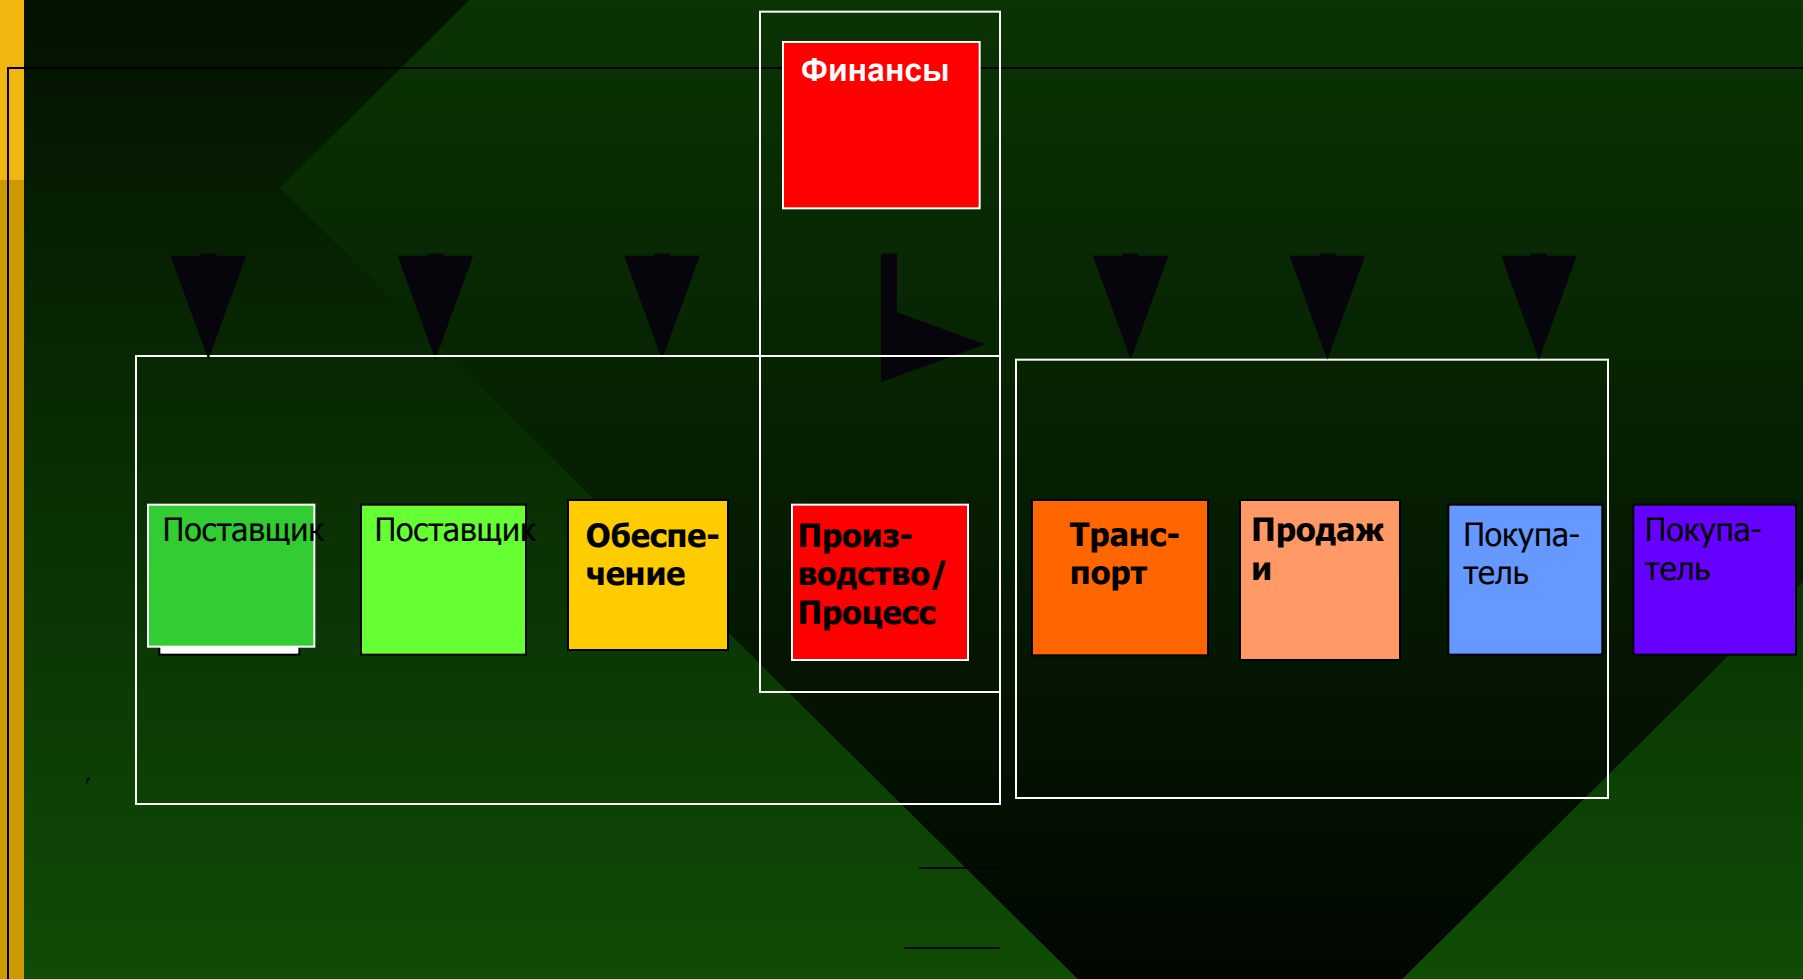 Финансы
Поставщик
Поставщик
Обеспе-
чение
Произ-
водство/
Процесс
Транс-
порт
Продаж
и
Покупа-
тель
Покупа-
тель
,